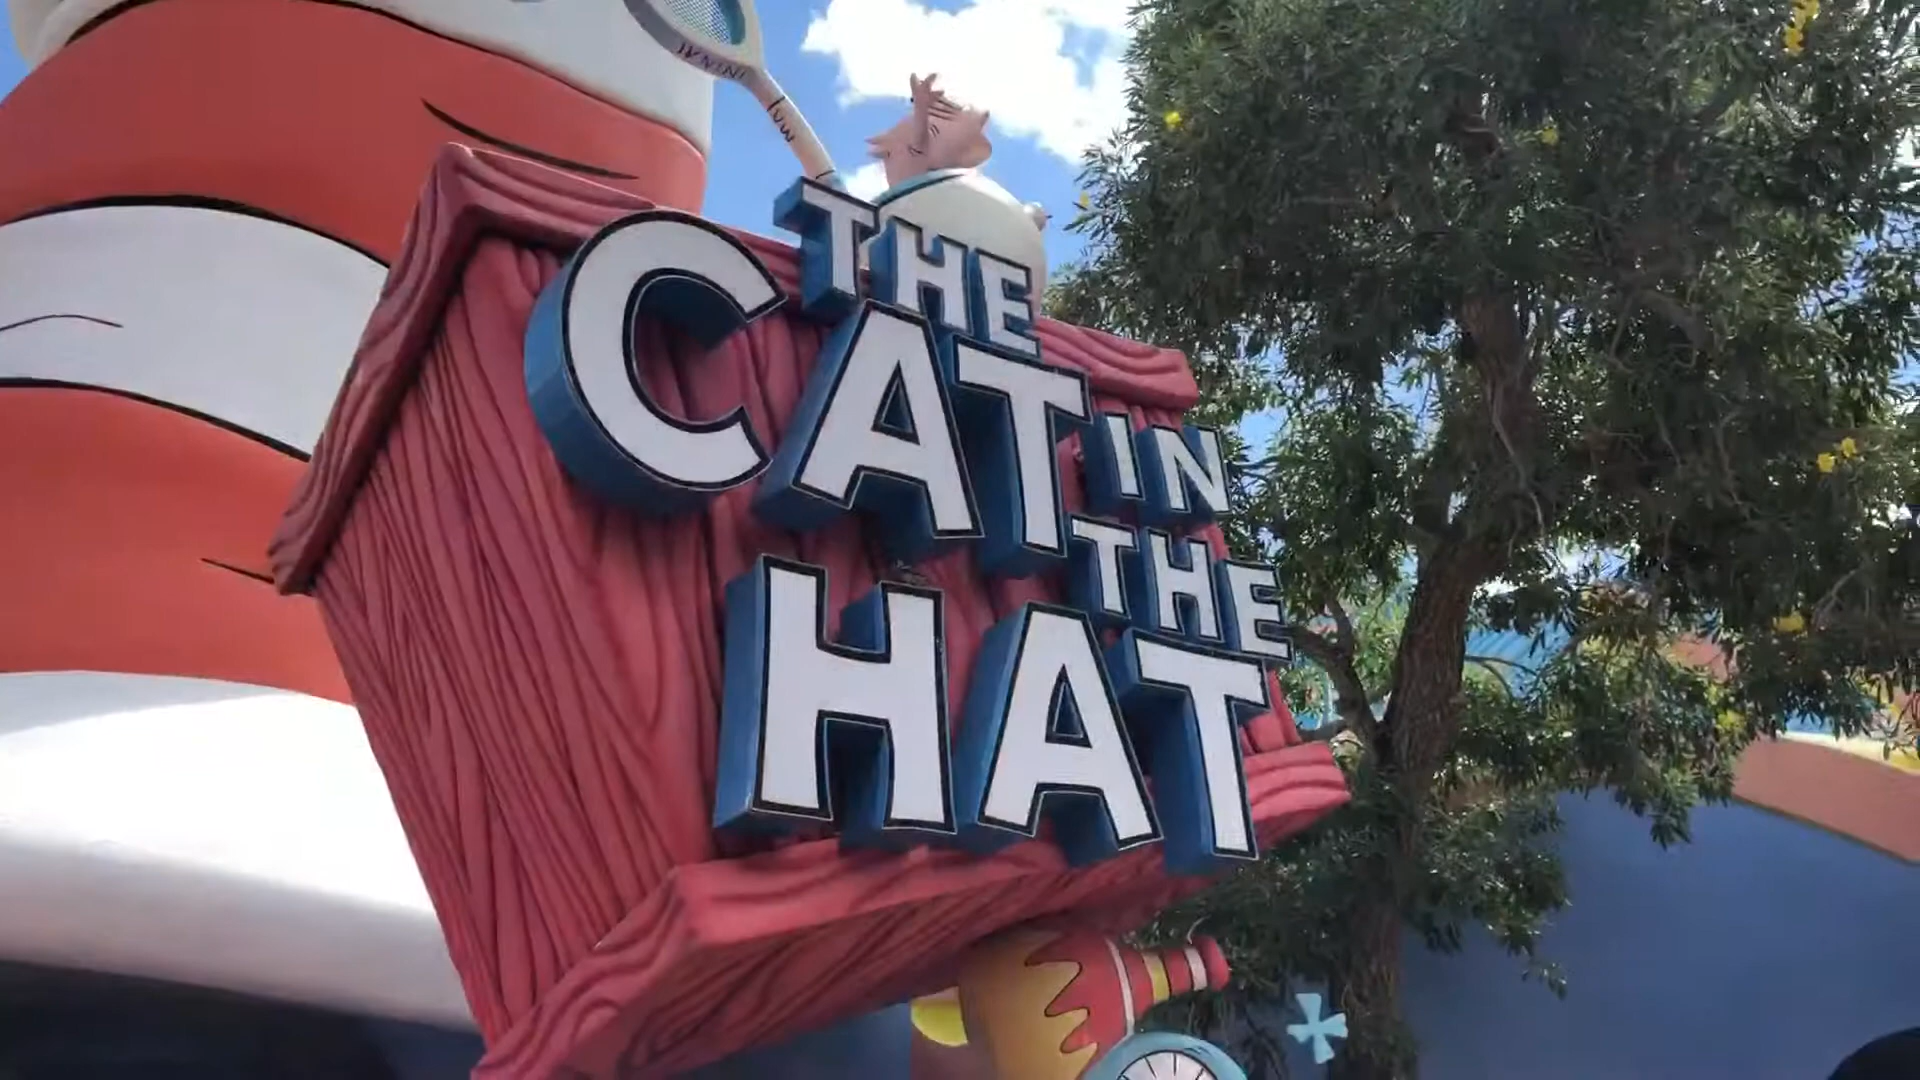 THE
CAT IN
THE
HAT